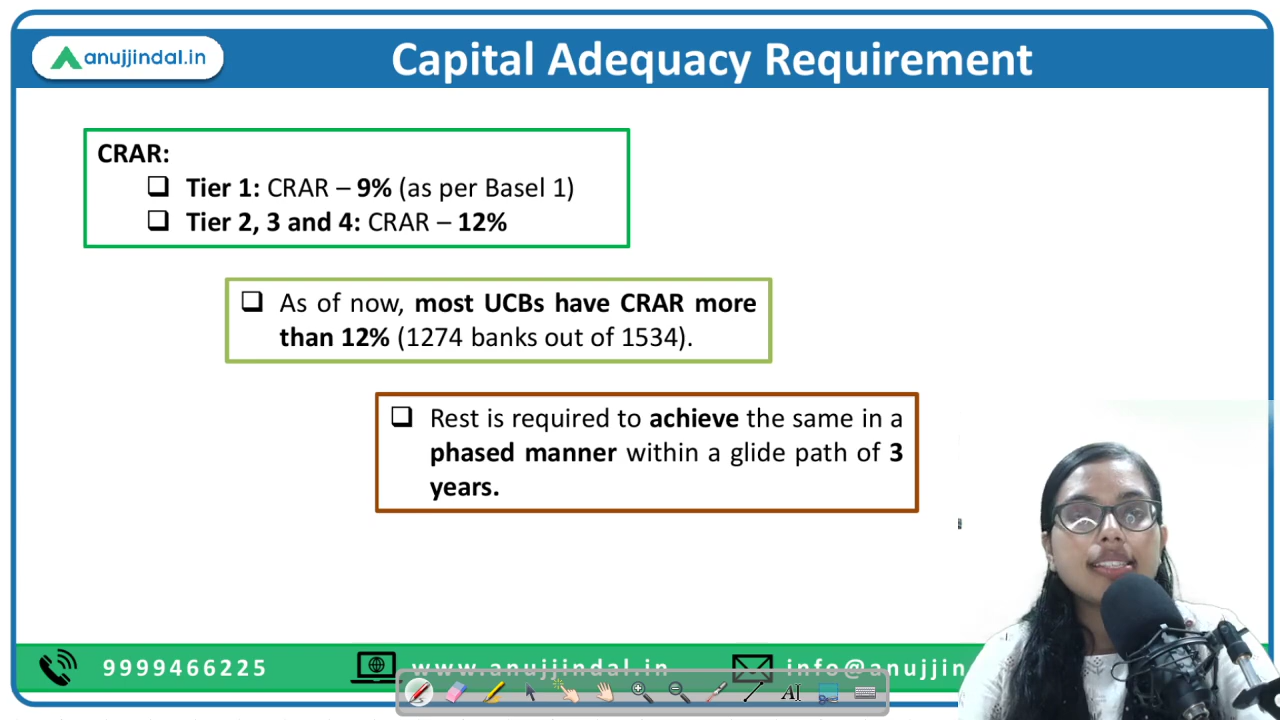 anujjindal.in
Capital Adequacy Requirement
CRAR:
Tier 1: CRAR – 9% (as per Basel 1)
Tier 2, 3 and 4: CRAR – 12%
As of now, most UCBs have CRAR more
than 12% (1274 banks out of 1534).
Rest is required to achieve the same in a
phased manner within a glide path of 3
years.
9999466225
www.anujjindal.in
info@anujjin